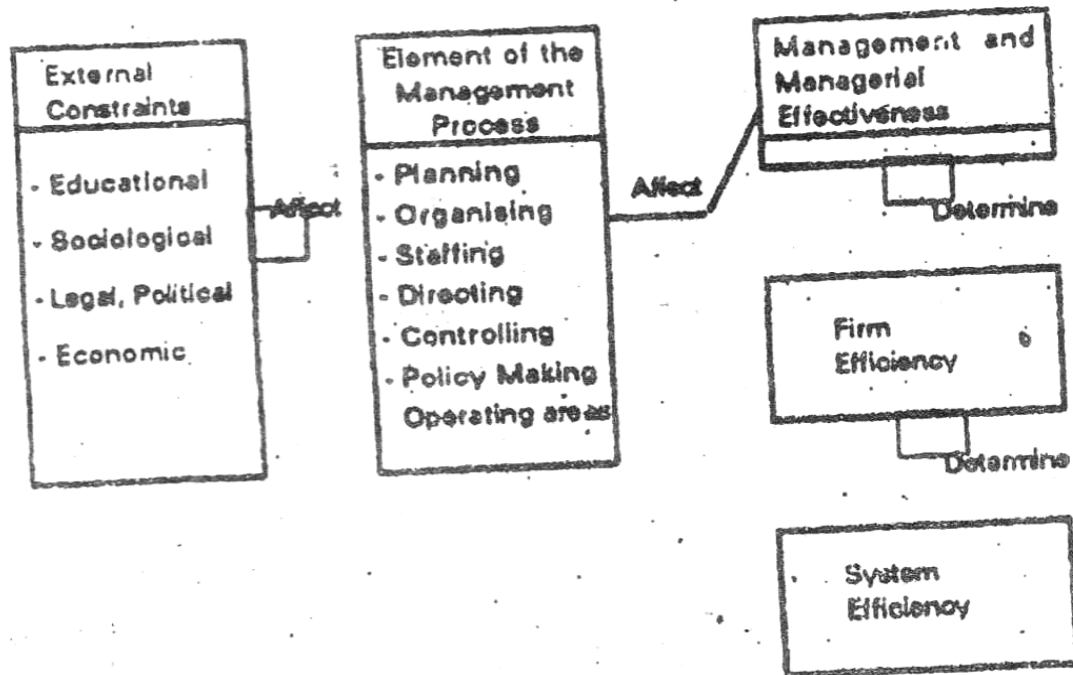 External
Constraints
- Educational
- Sociological
- Legal, Political
- Economic
Affect
Element of the
Management
Process
- Planning
- Organising
- Staffing
- Directing
- Controlling
- Policy Making
Operating areas
Affect
Management and
Managerial
Effectiveness
Determine
Firm
Efficiency
Determine
System
Efficiency